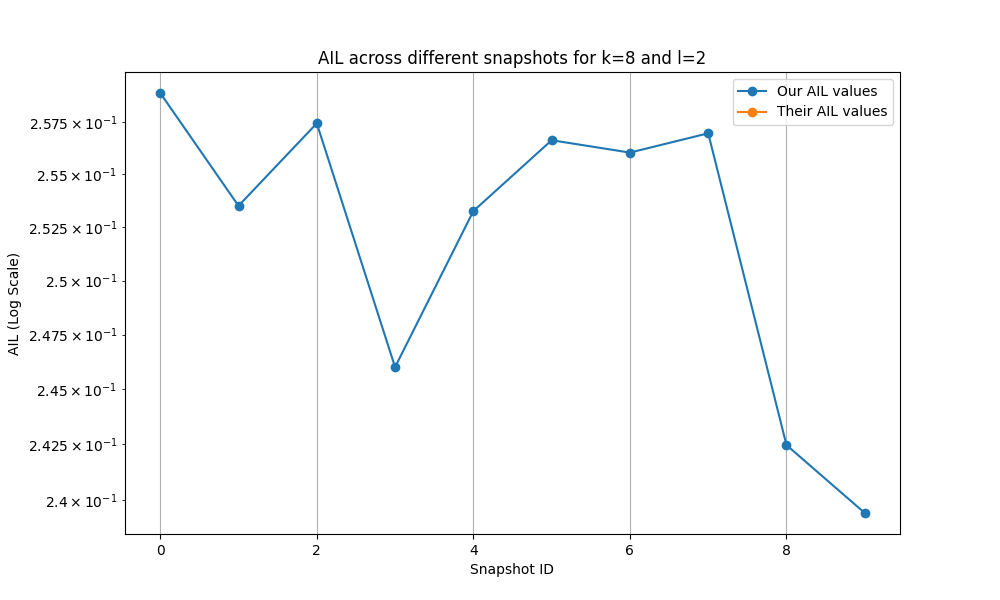 AIL across different snapshots for k=8 and l=2
Our AIL values
Their AIL values
AIL (Log Scale)
2.575 × 10⁻¹
2.55 × 10⁻¹
2.525 × 10⁻¹
2.5 × 10⁻¹
2.475 × 10⁻¹
2.45 × 10⁻¹
2.425 × 10⁻¹
2.4 × 10⁻¹
0 2 4 6 8
Snapshot ID